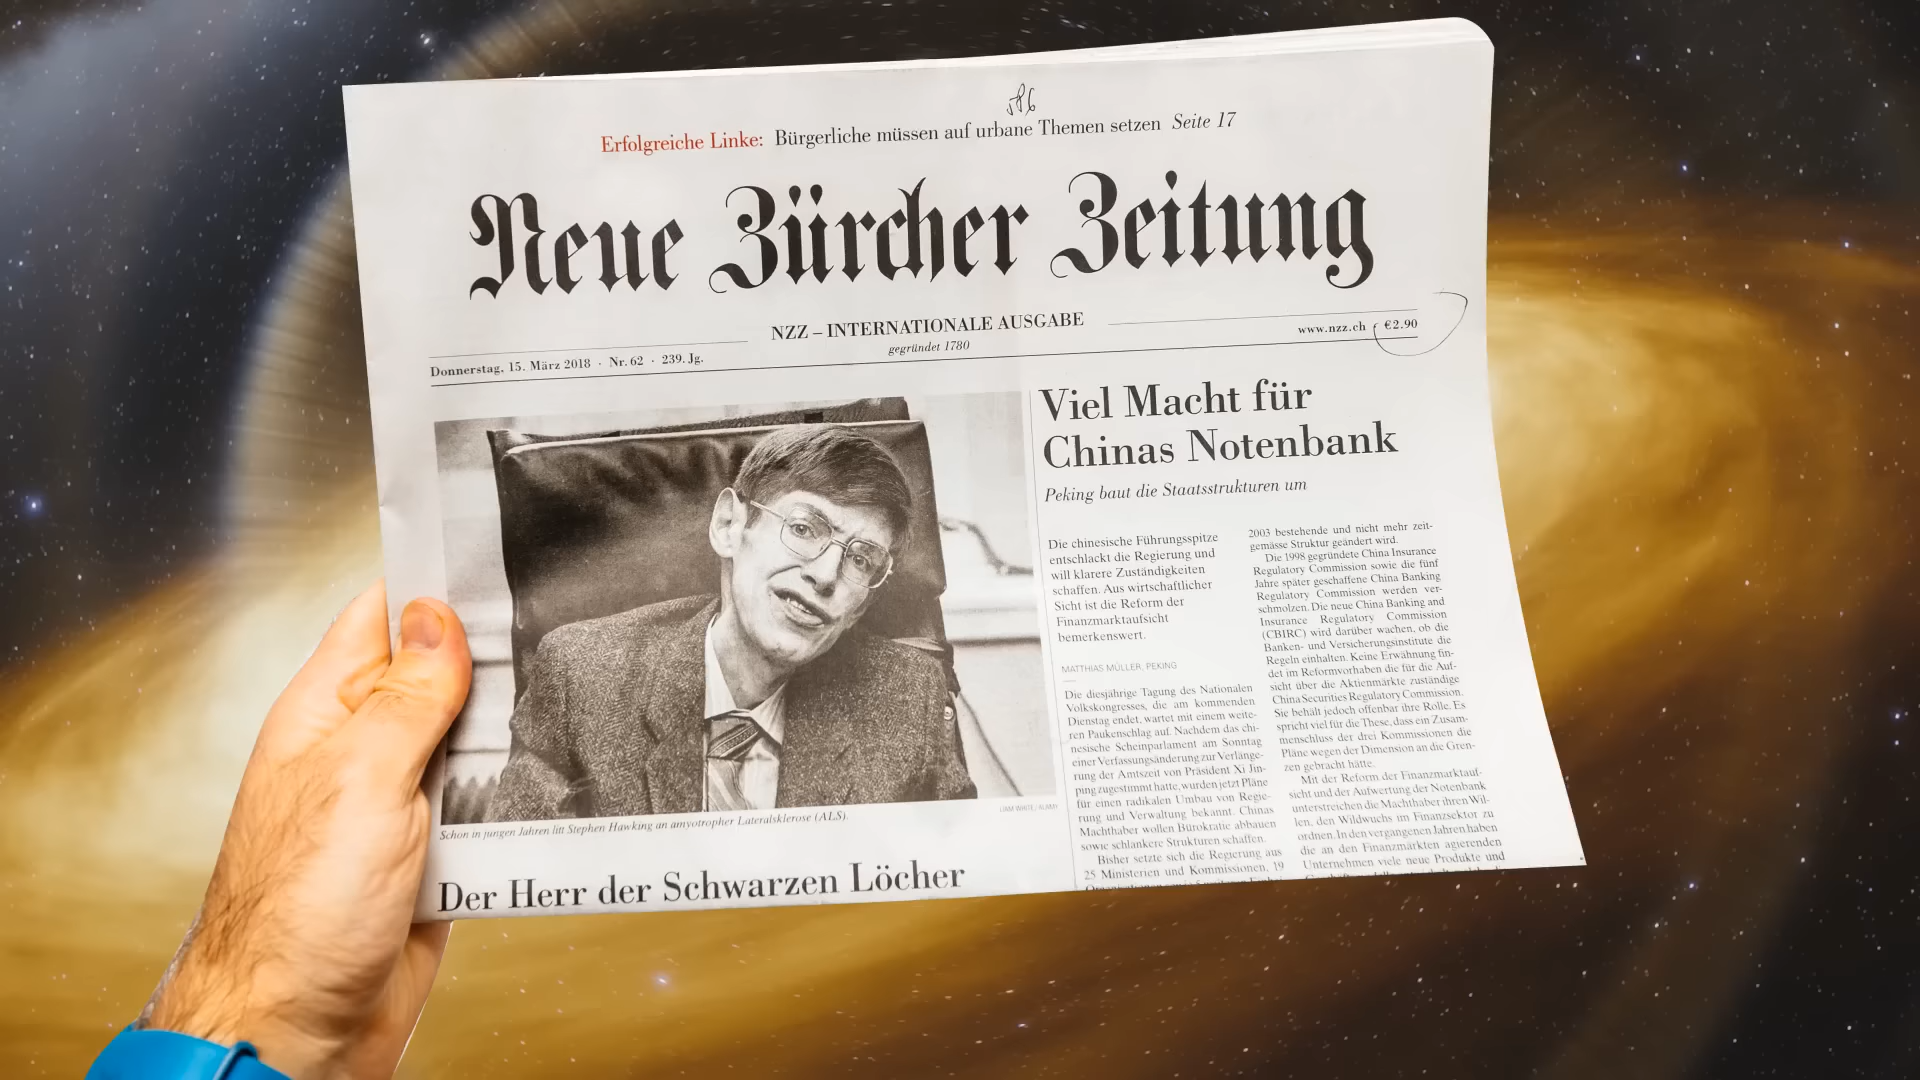 586
Erfolgreiche Linke: Bürgerliche müssen auf urbane Themen setzen Seite 17
Neue Zürcher Zeitung
NZZ – INTERNATIONALE AUSGABE
gegründet 1780
Donnerstag, 15. März 2018 · Nr. 62 · 239. Jg.
www.nzz.ch
€2.90
Schon in jungen Jahren litt Stephen Hawking an amyotropher Lateralsklerose (ALS).
LIAM WHITE / ALAMY
Der Herr der Schwarzen Löcher
Viel Macht für
Chinas Notenbank
Peking baut die Staatsstrukturen um
Die chinesische Führungsspitze
entschlackt die Regierung und
will klarere Zuständigkeiten
schaffen. Aus wirtschaftlicher
Sicht ist die Reform der
Finanzmarktaufsicht
bemerkenswert.
MATTHIAS MÜLLER, PEKING
Die diesjährige Tagung des Nationalen
Volkskongresses, die am kommenden
Dienstag endet, wartet mit einem weite-
ren Paukenschlag auf. Nachdem das chi-
nesische Scheinparlament am Sonntag
einer Verfassungsänderung zur Verlänge-
rung der Amtszeit von Präsident Xi Jin-
ping zugestimmt hatte, wurden jetzt Pläne
für einen radikalen Umbau von Regie-
rung und Verwaltung bekannt. Chinas
Machthaber wollen Bürokratie abbauen
sowie schlankere Strukturen schaffen.
Bisher setzte sich die Regierung aus
25 Ministerien und Kommissionen, 19
2003 bestehende und nicht mehr zeit-
gemässe Struktur geändert wird.
Die 1998 gegründete China Insurance
Regulatory Commission sowie die fünf
Jahre später geschaffene China Banking
Regulatory Commission werden ver-
schmolzen. Die neue China Banking and
Insurance Regulatory Commission
(CBIRC) wird darüber wachen, ob die
Banken- und Versicherungsinstitute die
Regeln einhalten. Keine Erwähnung fin-
det im Reformvorhaben die für die Auf-
sicht über die Aktienmärkte zuständige
China Securities Regulatory Commission.
Sie behält jedoch offenbar ihre Rolle. Es
spricht viel für die These, dass ein Zusam-
menschluss der drei Kommissionen die
Pläne wegen der Dimension an die Gren-
zen gebracht hätte.
Mit der Reform der Finanzmarktauf-
sicht und der Aufwertung der Notenbank
unterstreichen die Machthaber ihren Wil-
len, den Wildwuchs im Finanzsektor zu
ordnen. In den vergangenen Jahren haben
die an den Finanzmärkten agierenden
Unternehmen viele neue Produkte und